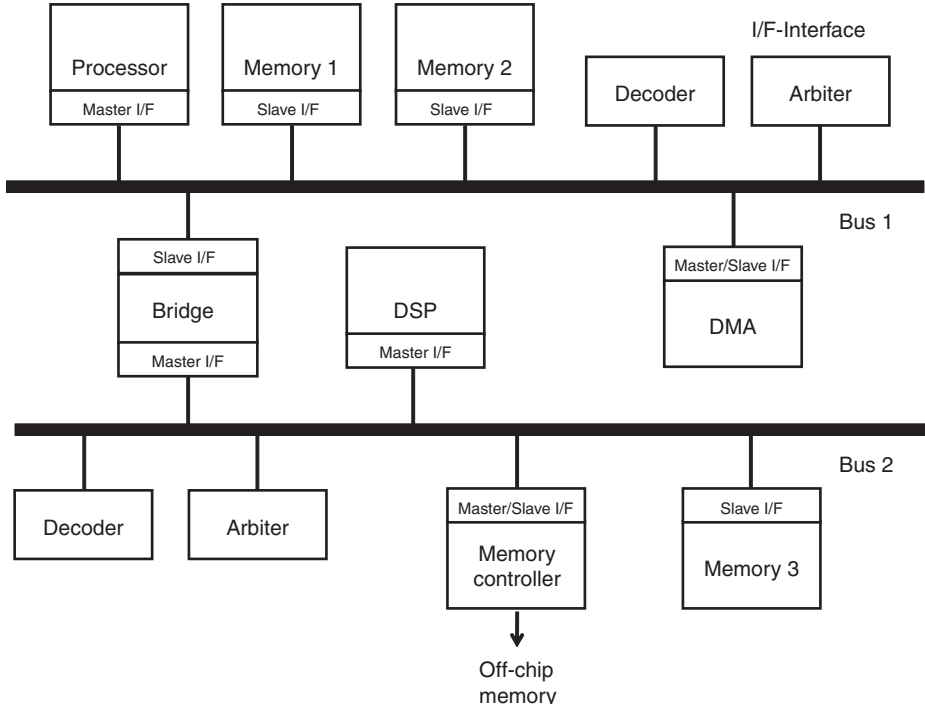 I/F-Interface
Processor
Master I/F
Memory 1
Slave I/F
Memory 2
Slave I/F
Decoder
Arbiter
Bus 1
Slave I/F
Bridge
Master I/F
DSP
Master I/F
Master/Slave I/F
DMA
Bus 2
Decoder
Arbiter
Master/Slave I/F
Memory
controller
Slave I/F
Memory 3
Off-chip
memory